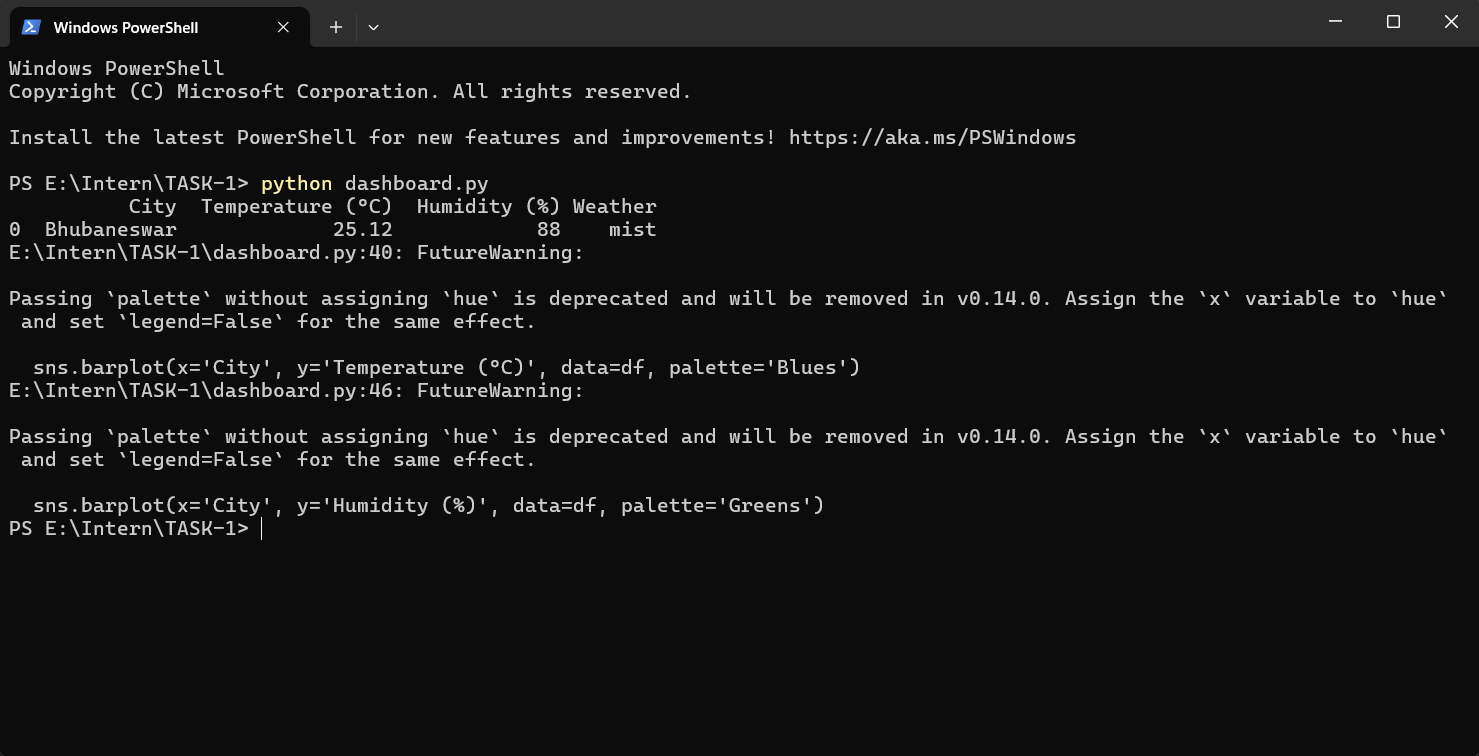 Windows PowerShell
Windows PowerShell
Copyright (C) Microsoft Corporation. All rights reserved.
Install the latest PowerShell for new features and improvements! https://aka.ms/PSWindows
PS E:\Intern\TASK-1> python dashboard.py
          City  Temperature (°C)  Humidity (%) Weather
0  Bhubaneswar             25.12            88    mist
E:\Intern\TASK-1\dashboard.py:40: FutureWarning:
Passing `palette` without assigning `hue` is deprecated and will be removed in v0.14.0. Assign the `x` variable to `hue`
 and set `legend=False` for the same effect.
  sns.barplot(x='City', y='Temperature (°C)', data=df, palette='Blues')
E:\Intern\TASK-1\dashboard.py:46: FutureWarning:
Passing `palette` without assigning `hue` is deprecated and will be removed in v0.14.0. Assign the `x` variable to `hue`
 and set `legend=False` for the same effect.
  sns.barplot(x='City', y='Humidity (%)', data=df, palette='Greens')
PS E:\Intern\TASK-1>